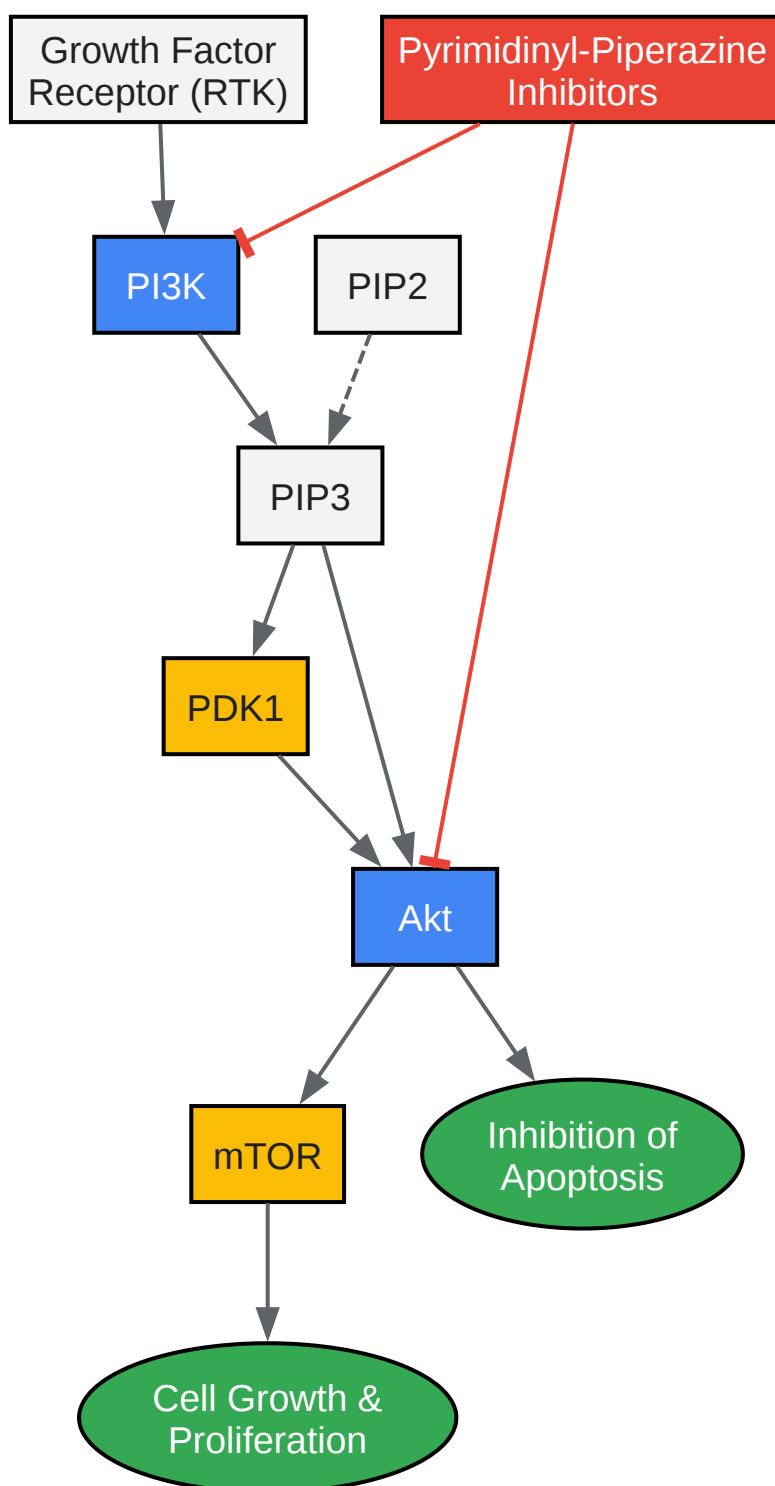 Growth Factor
Receptor (RTK)
Pyrimidinyl-Piperazine
Inhibitors
PI3K
PIP2
PIP3
PDK1
Akt
mTOR
Inhibition of
Apoptosis
Cell Growth &
Proliferation